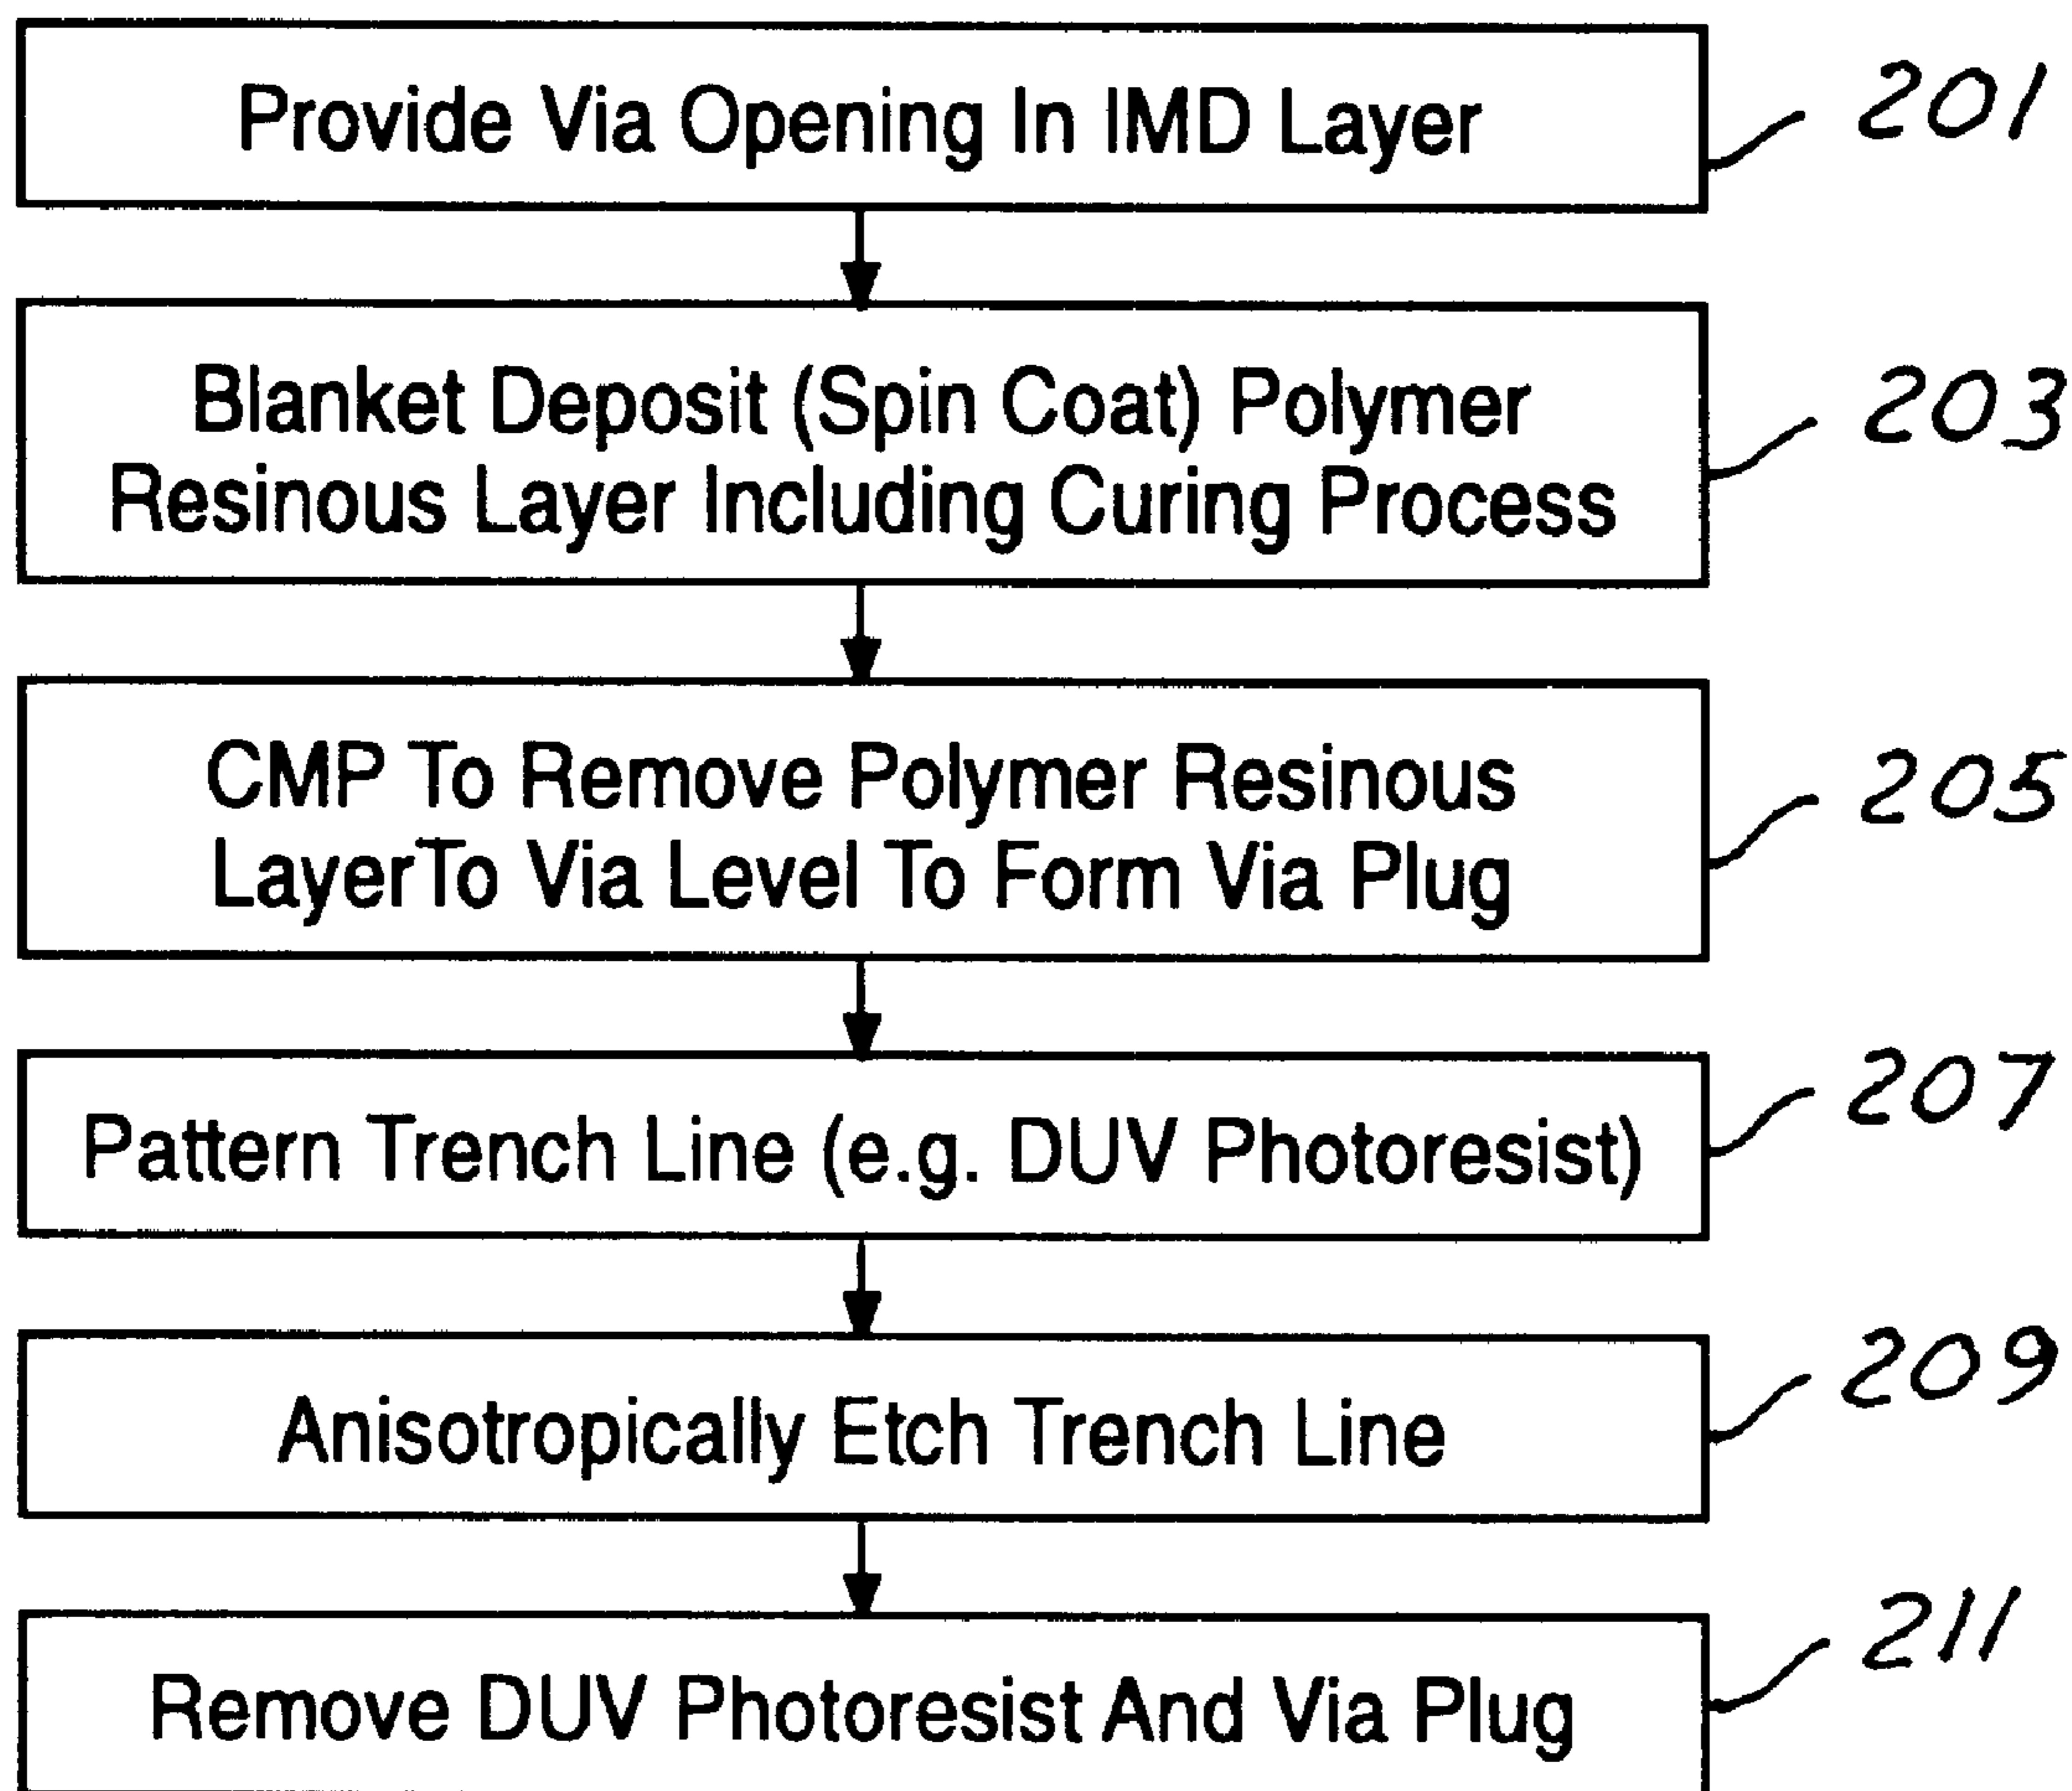 Provide Via Opening In IMD Layer
201
Blanket Deposit (Spin Coat) Polymer
Resinous Layer Including Curing Process
203
CMP To Remove Polymer Resinous
LayerTo Via Level To Form Via Plug
205
Pattern Trench Line (e.g. DUV Photoresist)
207
Anisotropically Etch Trench Line
209
Remove DUV Photoresist And Via Plug
211